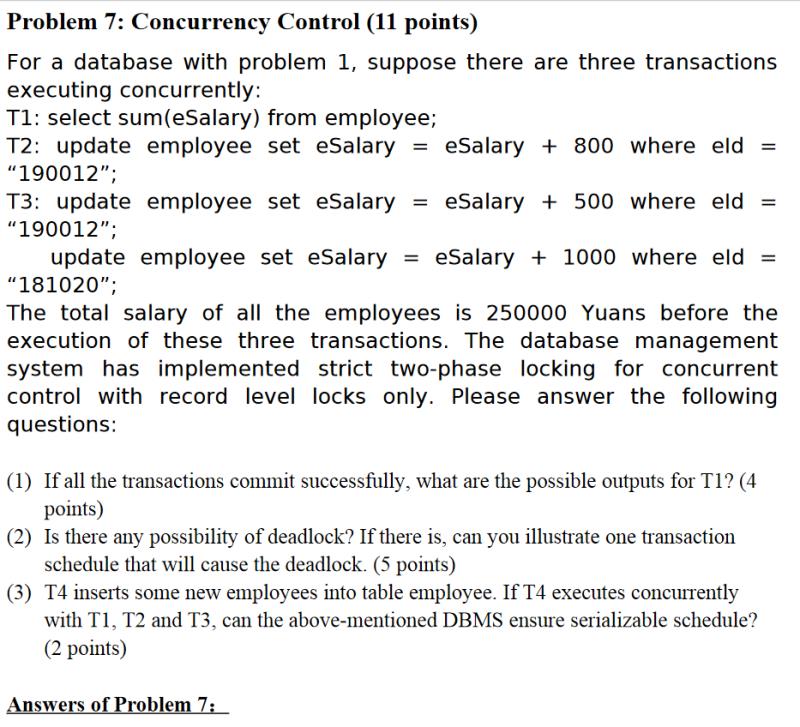 Problem 7: Concurrency Control (11 points)
For a database with problem 1, suppose there are three transactions
executing concurrently:
T1: select sum(eSalary) from employee;
T2: update employee set eSalary = eSalary + 800 where eId =
“190012”;
T3: update employee set eSalary = eSalary + 500 where eId =
“190012”;
update employee set eSalary = eSalary + 1000 where eId =
“181020”;
The total salary of all the employees is 250000 Yuans before the
execution of these three transactions. The database management
system has implemented strict two-phase locking for concurrent
control with record level locks only. Please answer the following
questions:
(1) If all the transactions commit successfully, what are the possible outputs for T1? (4
points)
(2) Is there any possibility of deadlock? If there is, can you illustrate one transaction
schedule that will cause the deadlock. (5 points)
(3) T4 inserts some new employees into table employee. If T4 executes concurrently
with T1, T2 and T3, can the above-mentioned DBMS ensure serializable schedule?
(2 points)
Answers of Problem 7: